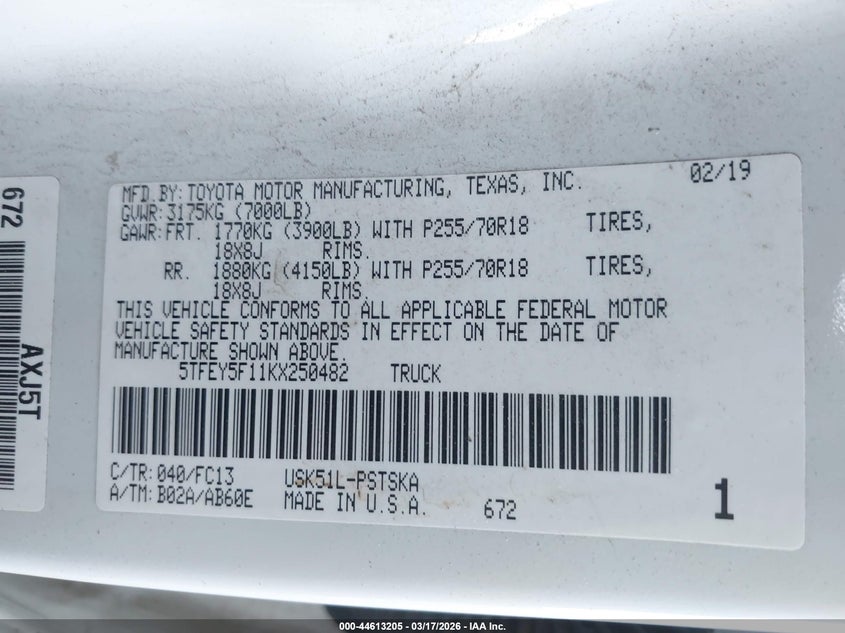 672
AXJ5T
MFD.BY:TOYOTA MOTOR MANUFACTURING, TEXAS, INC. 02/19
GVWR:3175KG (7000LB)
GAWR:FRT. 1770KG (3900LB) WITH P255/70R18 TIRES,
18X8J RIMS.
RR. 1880KG (4150LB) WITH P255/70R18 TIRES,
18X8J RIMS.
THIS VEHICLE CONFORMS TO ALL APPLICABLE FEDERAL MOTOR
VEHICLE SAFETY STANDARDS IN EFFECT ON THE DATE OF
MANUFACTURE SHOWN ABOVE.
5TFEY5F11KX250482 TRUCK
C/TR:040/FC13 USK51L-PSTSKA
A/TM:B02A/AB60E MADE IN U.S.A. 672 1
000-44613205 - 03/17/2026 - IAA Inc.